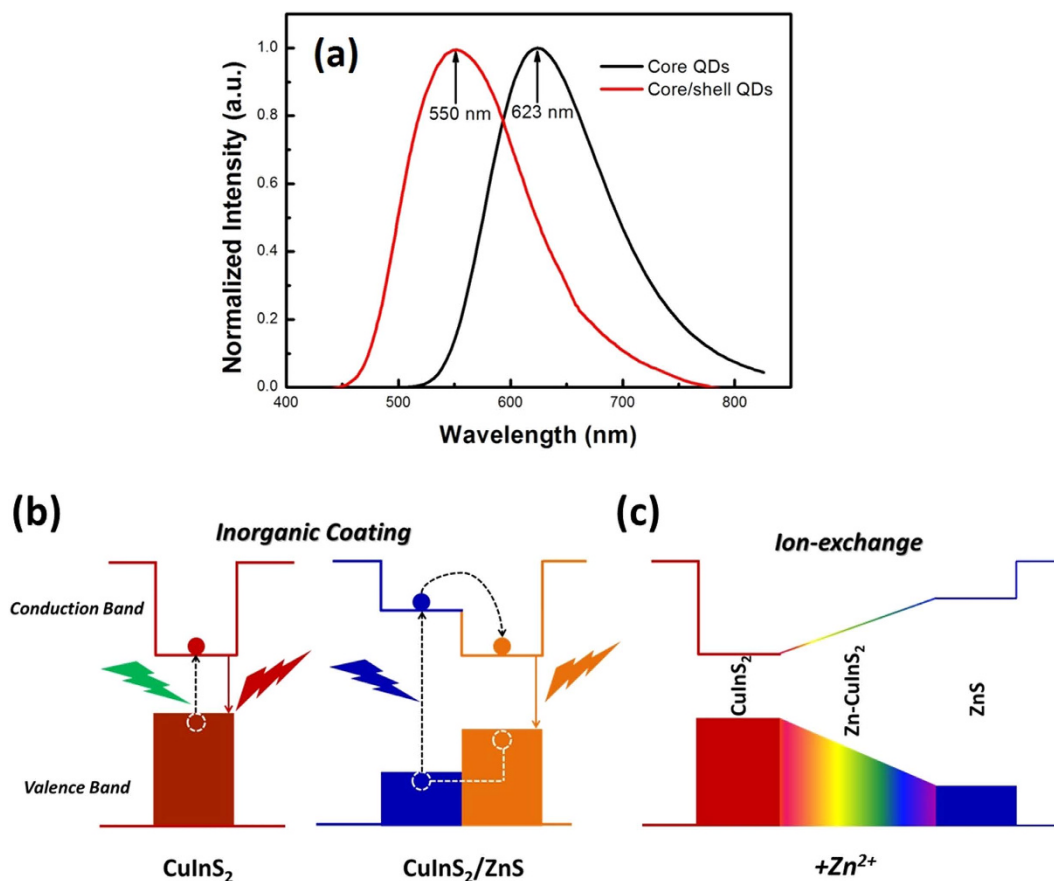 (a)
Normalized Intensity (a.u.)
1.0
0.8
0.6
0.4
0.2
0.0
550 nm
623 nm
Core QDs
Core/shell QDs
400 500 600 700 800
Wavelength (nm)
(b)
Inorganic Coating
Conduction Band
Valence Band
CuInS₂
CuInS₂/ZnS
(c)
Ion-exchange
CuInS₂
Zn-CuInS₂
ZnS
+Zn²⁺